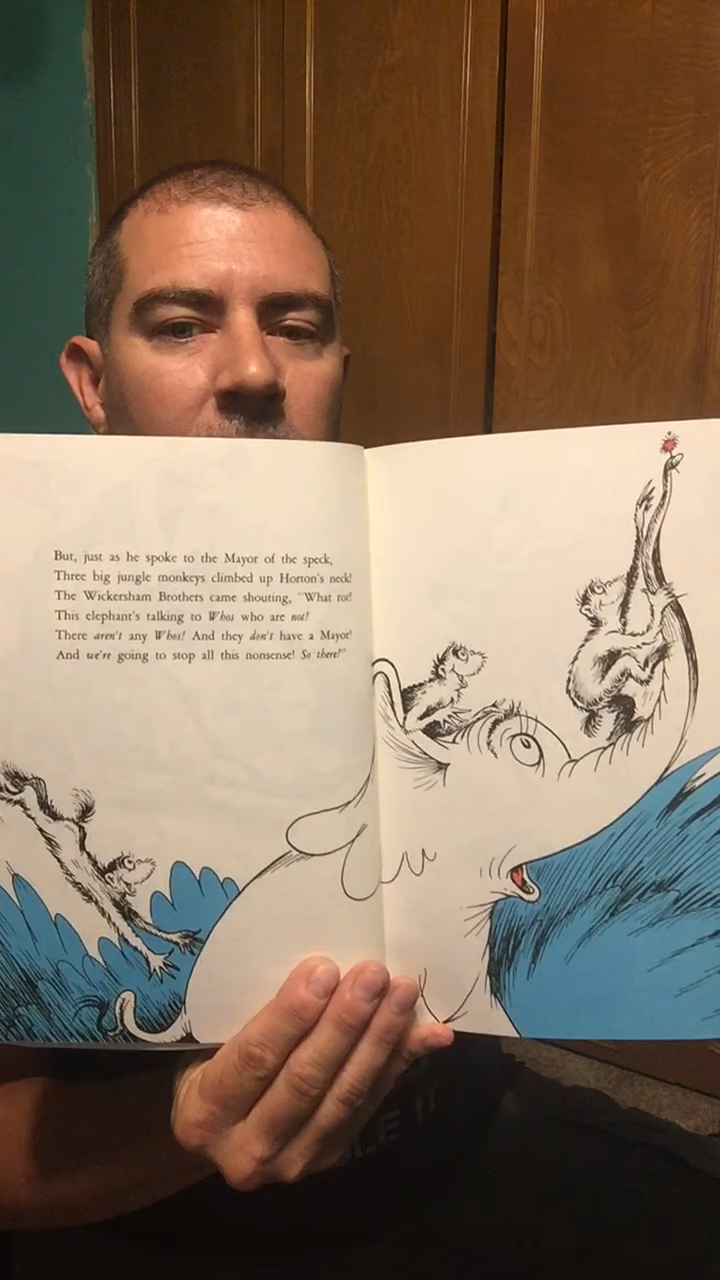 But, just as he spoke to the Mayor of the speck,
Three big jungle monkeys climbed up Horton's neck!
The Wickersham Brothers came shouting, "What rot!
This elephant's talking to Whos who are not!
There aren't any Whos! And they don't have a Mayor!
And we're going to stop all this nonsense! So there!"